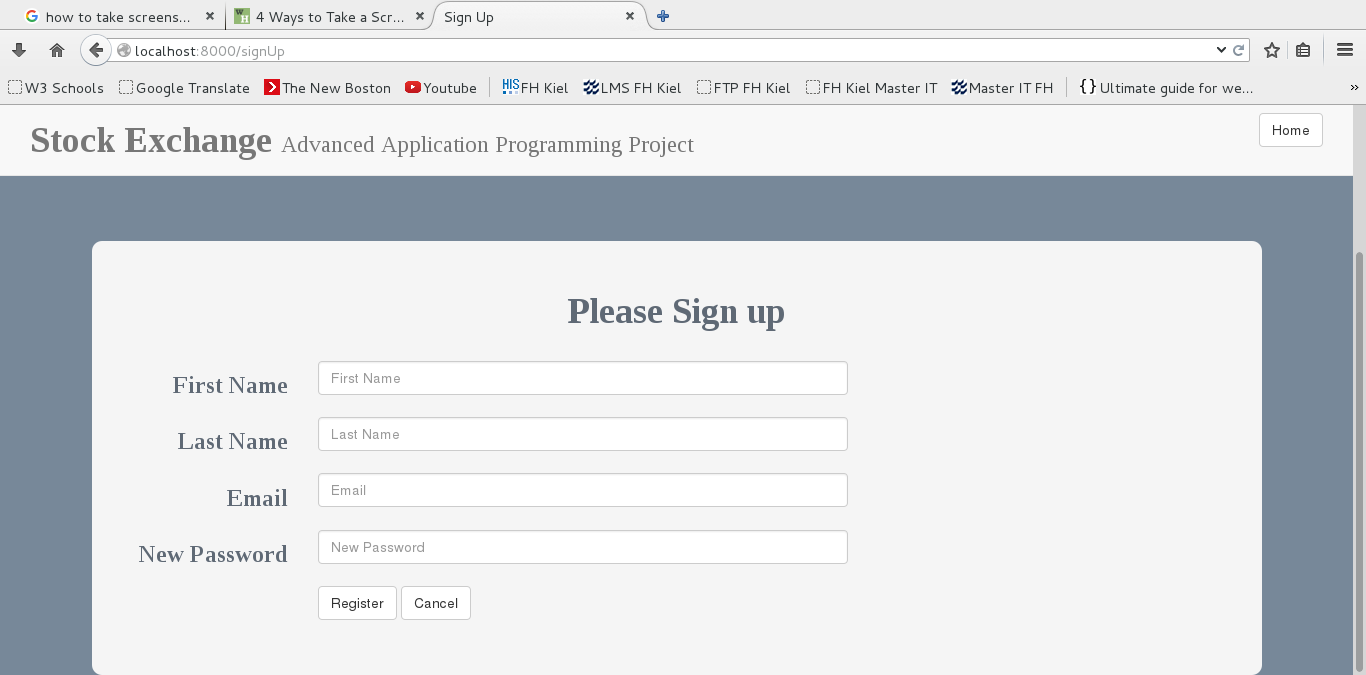 how to take screens... 4 Ways to Take a Scr... Sign Up
localhost:8000/signUp
W3 Schools Google Translate The New Boston Youtube HIS FH Kiel LMS FH Kiel FTP FH Kiel FH Kiel Master IT Master IT FH {} Ultimate guide for we... »
Stock Exchange Advanced Application Programming Project Home
Please Sign up
First Name First Name
Last Name Last Name
Email Email
New Password New Password
Register Cancel